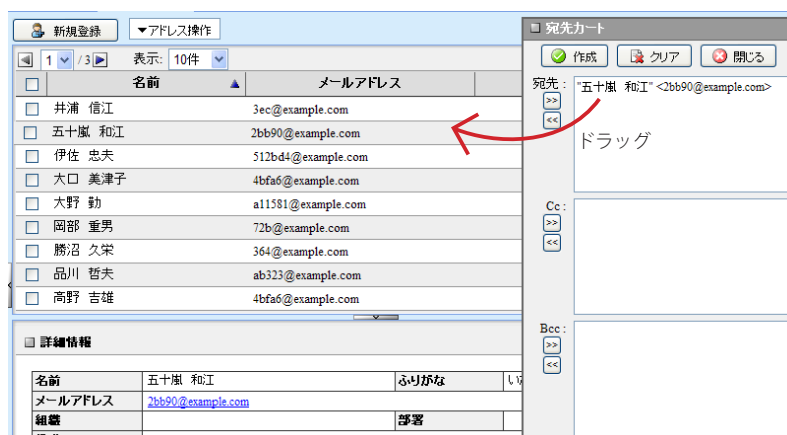 新規登録 ▼アドレス操作
1 / 3 表示: 10件
名前 ▲ メールアドレス
井浦 信江 3ec@example.com
五十嵐 和江 2bb90@example.com
伊佐 忠夫 512bd4@example.com
大口 美津子 4bfa6@example.com
大野 勤 a11581@example.com
岡部 重男 72b@example.com
勝沼 久栄 364@example.com
品川 哲夫 ab323@example.com
高野 吉雄 4bfa6@example.com
詳細情報
名前 五十嵐 和江 ふりがな
メールアドレス 2bb90@example.com
組織 部署
宛先カート
作成 クリア 閉じる
宛先: "五十嵐 和江" <2bb90@example.com>
>>
<<
ドラッグ
Cc:
>>
<<
Bcc:
>>
<<